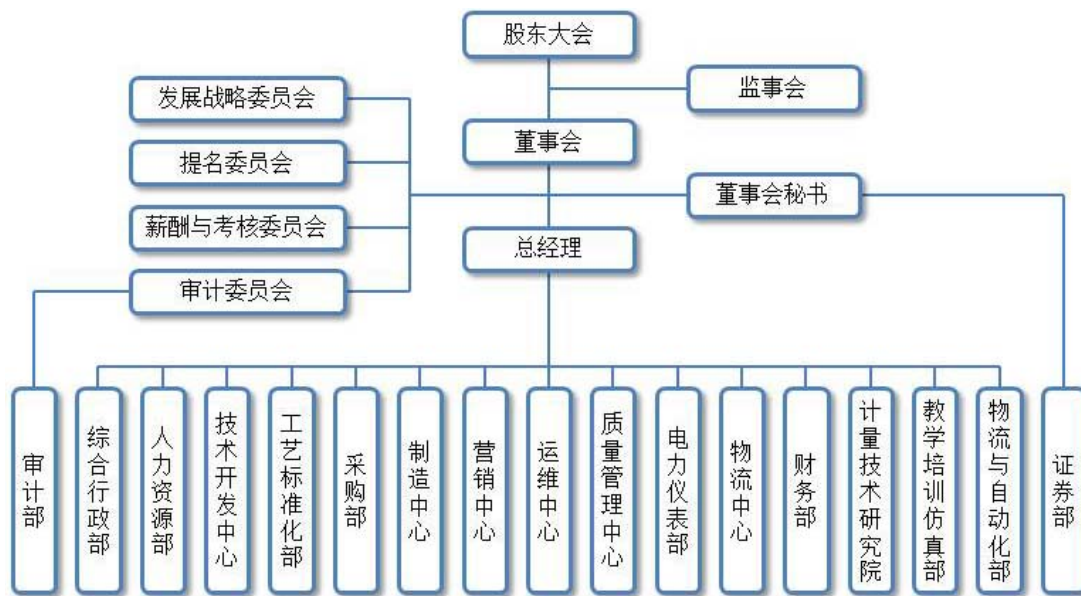 股东大会
监事会
发展战略委员会
董事会
提名委员会
董事会秘书
薪酬与考核委员会
总经理
审计委员会
审计部
综合行政部
人力资源部
技术开发中心
工艺标准化部
采购部
制造中心
营销中心
运维中心
质量管理中心
电力仪表部
物流中心
财务部
计量技术研究院
教学培训仿真部
物流与自动化部
证券部